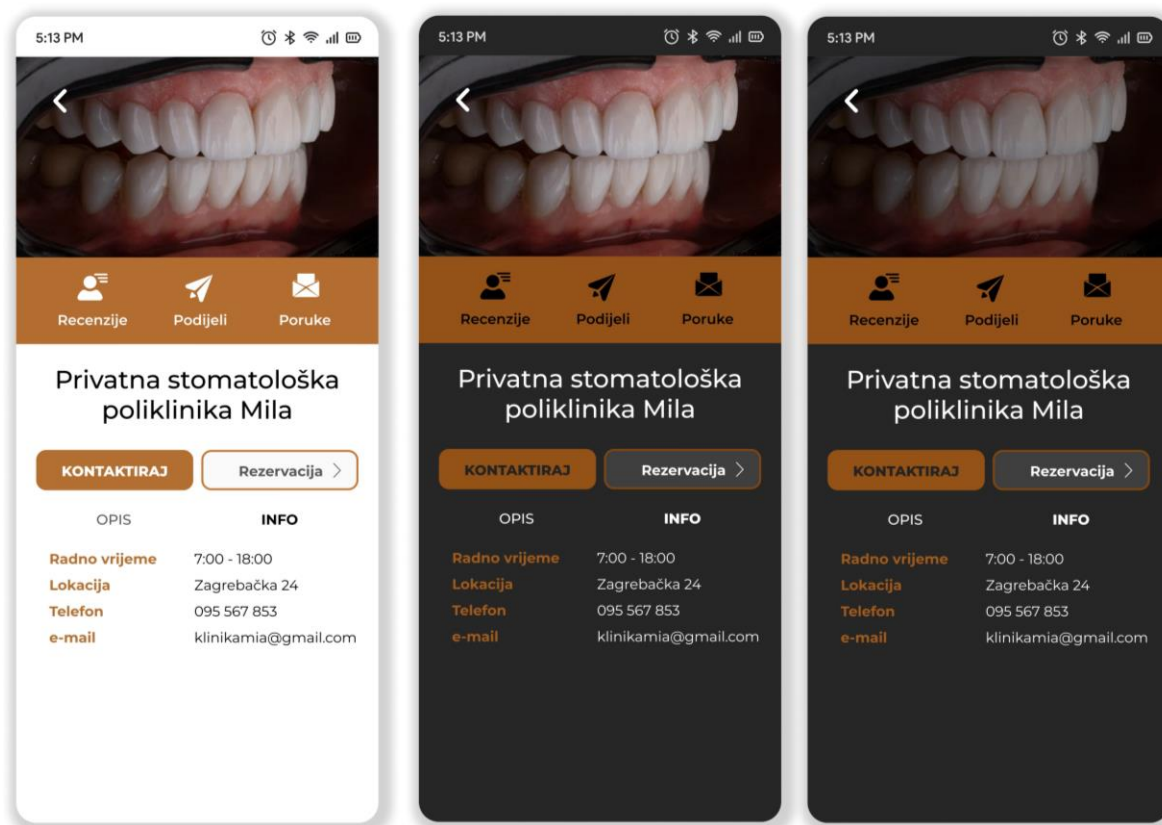 5:13 PM
Recenzije Podijeli Poruke
Privatna stomatološka
poliklinika Mila
KONTAKTIRAJ Rezervacija
OPIS INFO
Radno vrijeme 7:00 - 18:00
Lokacija Zagrebačka 24
Telefon 095 567 853
e-mail klinikamia@gmail.com
5:13 PM
Recenzije Podijeli Poruke
Privatna stomatološka
poliklinika Mila
KONTAKTIRAJ Rezervacija
OPIS INFO
Radno vrijeme 7:00 - 18:00
Lokacija Zagrebačka 24
Telefon 095 567 853
e-mail klinikamia@gmail.com
5:13 PM
Recenzije Podijeli Poruke
Privatna stomatološka
poliklinika Mila
KONTAKTIRAJ Rezervacija
OPIS INFO
Radno vrijeme 7:00 - 18:00
Lokacija Zagrebačka 24
Telefon 095 567 853
e-mail klinikamia@gmail.com